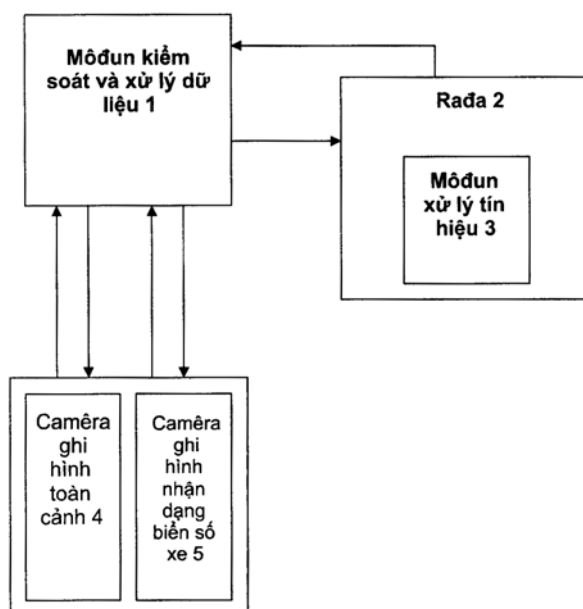 Môđun kiểm
soát và xử lý dữ
liệu 1
Rađa 2
Môđun
xử lý tín
hiệu 3
Camêra
ghi
hình
toàn
cảnh 4
Camêra
ghi
hình
nhận
dạng
biển số
xe 5